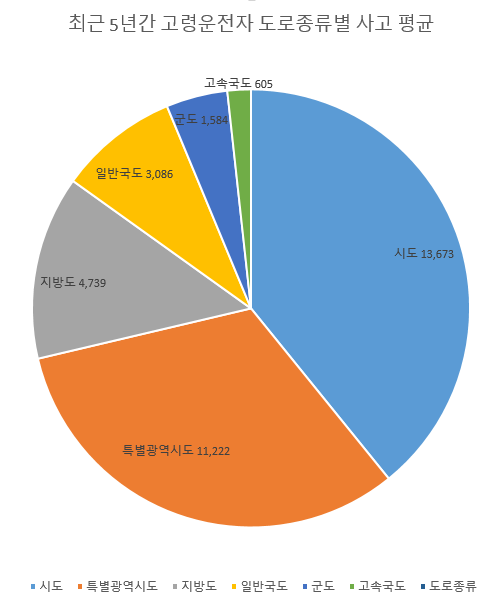 최근 5년간 고령운전자 도로종류별 사고 평균
고속국도 605
군도 1,584
일반국도 3,086
시도 13,673
지방도 4,739
특별광역시도 11,222
시도 특별광역시도 지방도 일반국도 군도 고속국도 도로종류